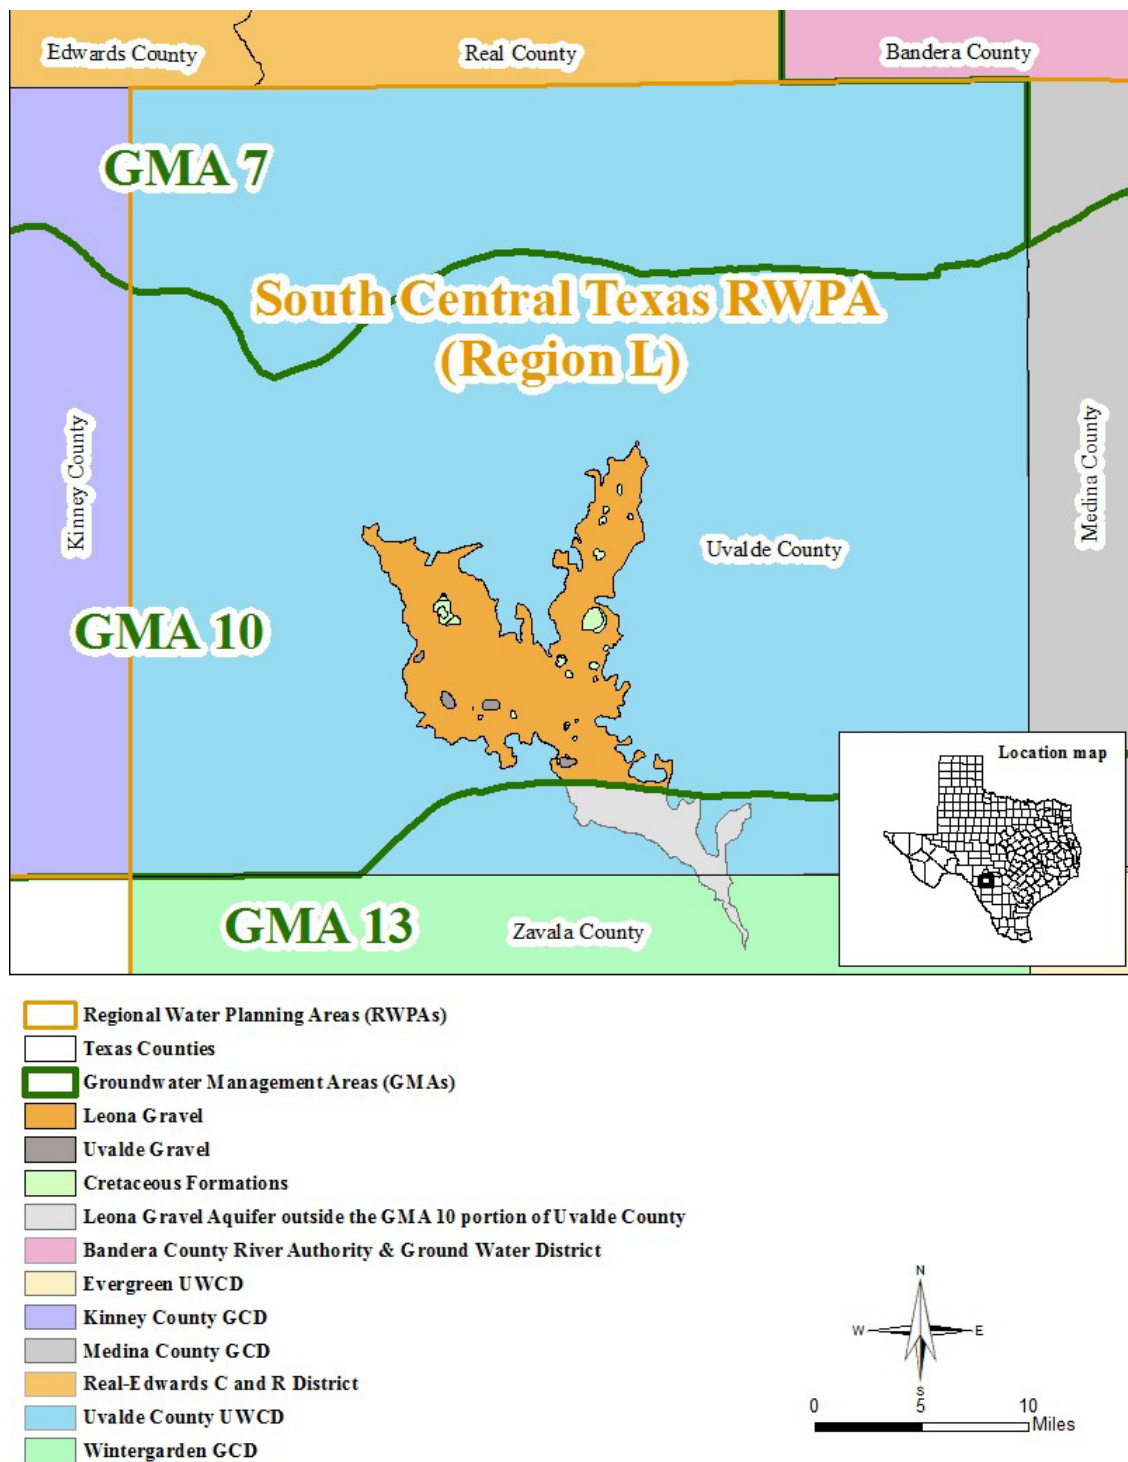 Edwards County
Real County
Bandera County
GMA 7
South Central Texas RWPA
(Region L)
Kinney County
Medina County
Uvalde County
GMA 10
Location map
GMA 13
Zavala County
Regional Water Planning Areas (RWPAs)
Texas Counties
Groundwater Management Areas (GMAs)
Leona Gravel
Uvalde Gravel
Cretaceous Formations
Leona Gravel Aquifer outside the GMA 10 portion of Uvalde County
Bandera County River Authority & Ground Water District
Evergreen UWCD
Kinney County GCD
Medina County GCD
Real-Edwards C and R District
Uvalde County UWCD
Wintergarden GCD
N
W E
S
0 5 10
Miles